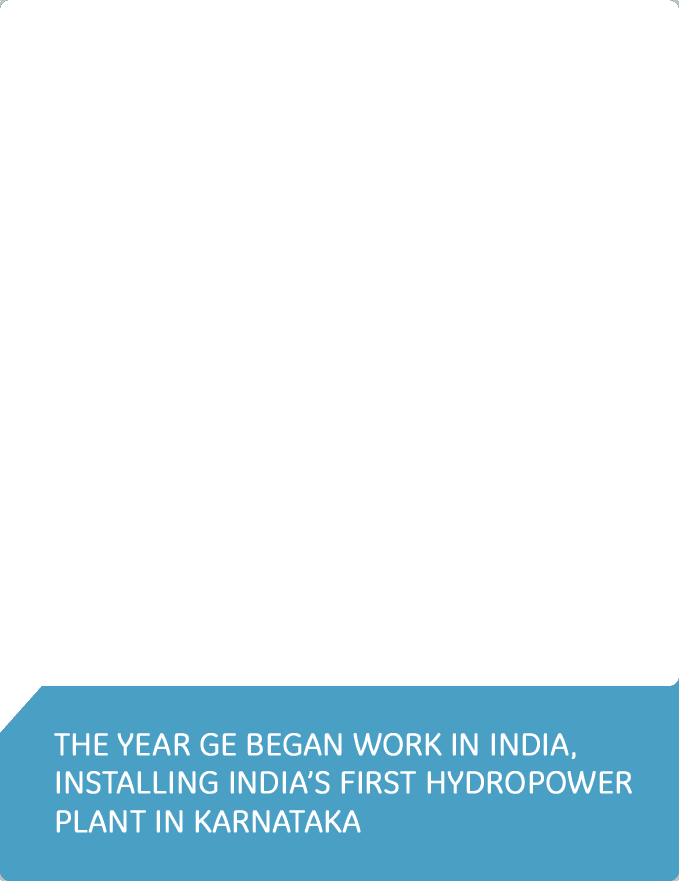 THE YEAR GE BEGAN WORK IN INDIA,
INSTALLING INDIA’S FIRST HYDROPOWER
PLANT IN KARNATAKA